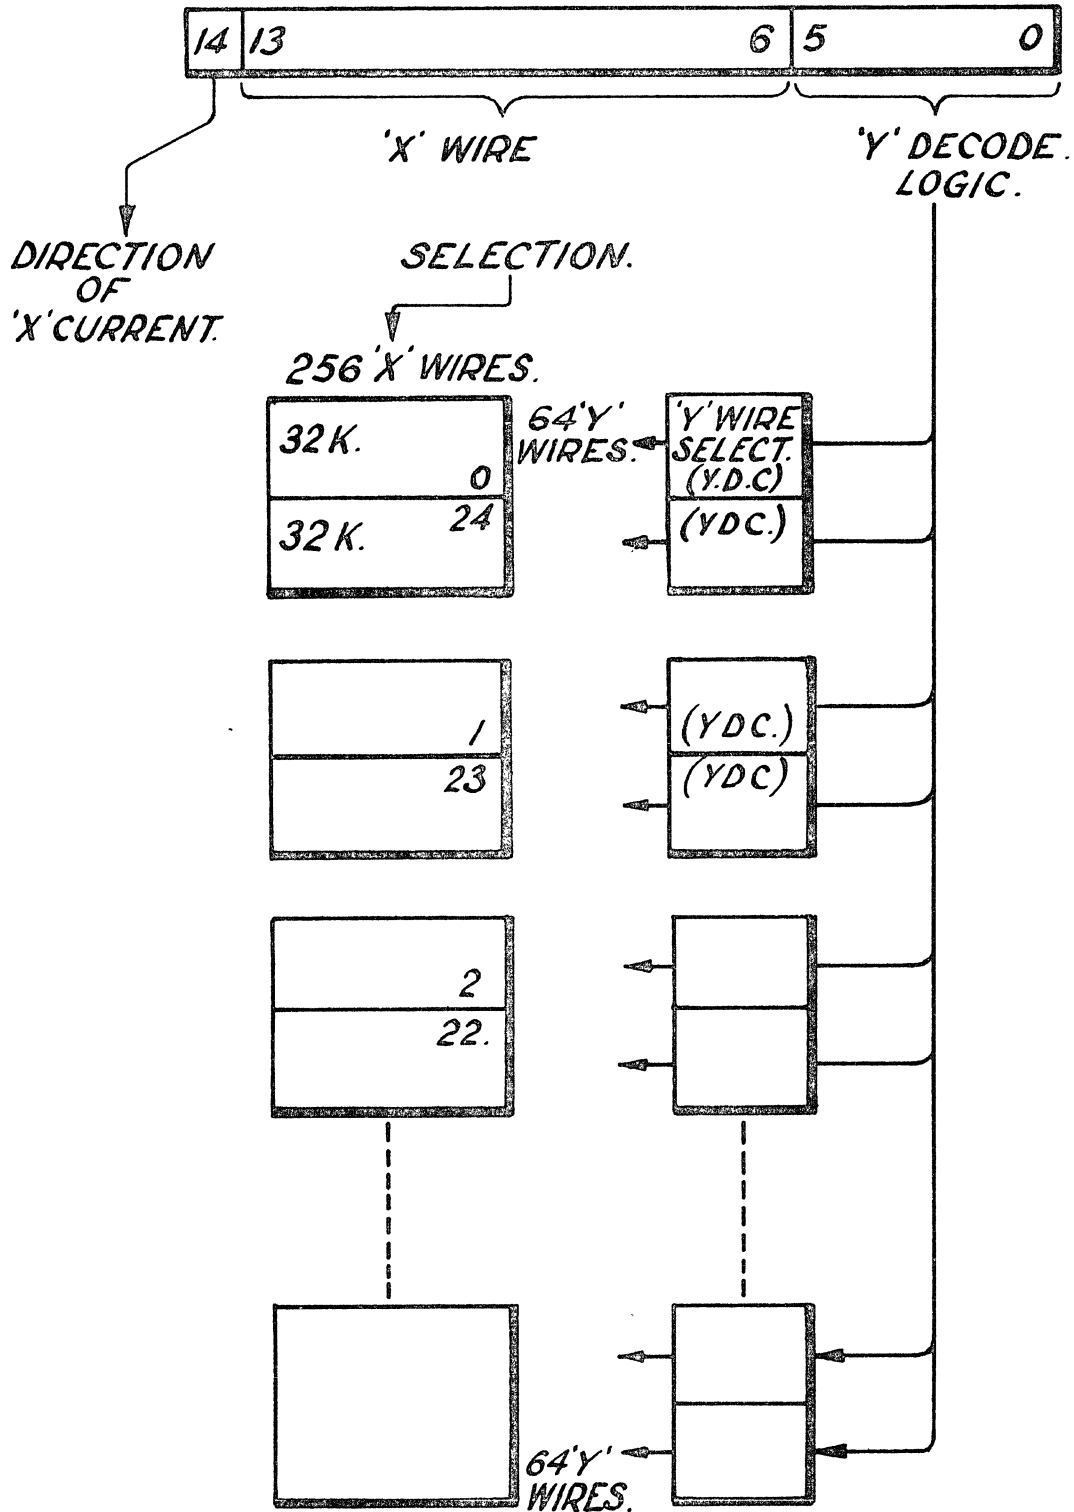 14 13 6 5 0
'X' WIRE
'Y' DECODE.
LOGIC.
DIRECTION
OF
'X' CURRENT.
SELECTION.
256 'X' WIRES.
32K.
0
24
32K.
64 'Y'
WIRES.
'Y' WIRE
SELECT.
(Y.D.C)
(YDC.)
1
23
(YDC.)
(YDC)
2
22.
64 'Y'
WIRES.